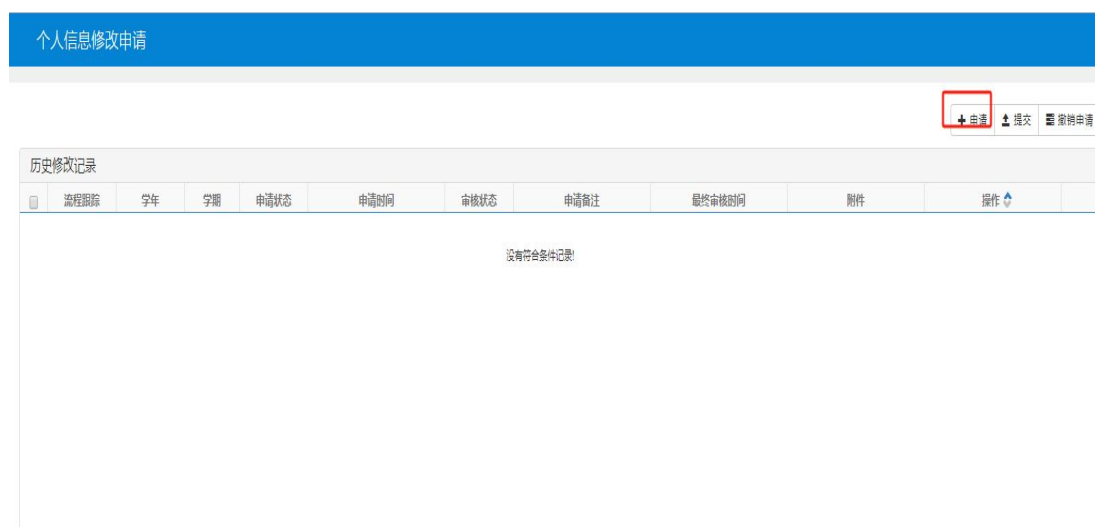 个人信息修改申请
申请 提交 撤销申请
历史修改记录
流程跟踪 学年 学期 申请状态 申请时间 审核状态 申请备注 最终审核时间 附件 操作
没有符合条件记录!